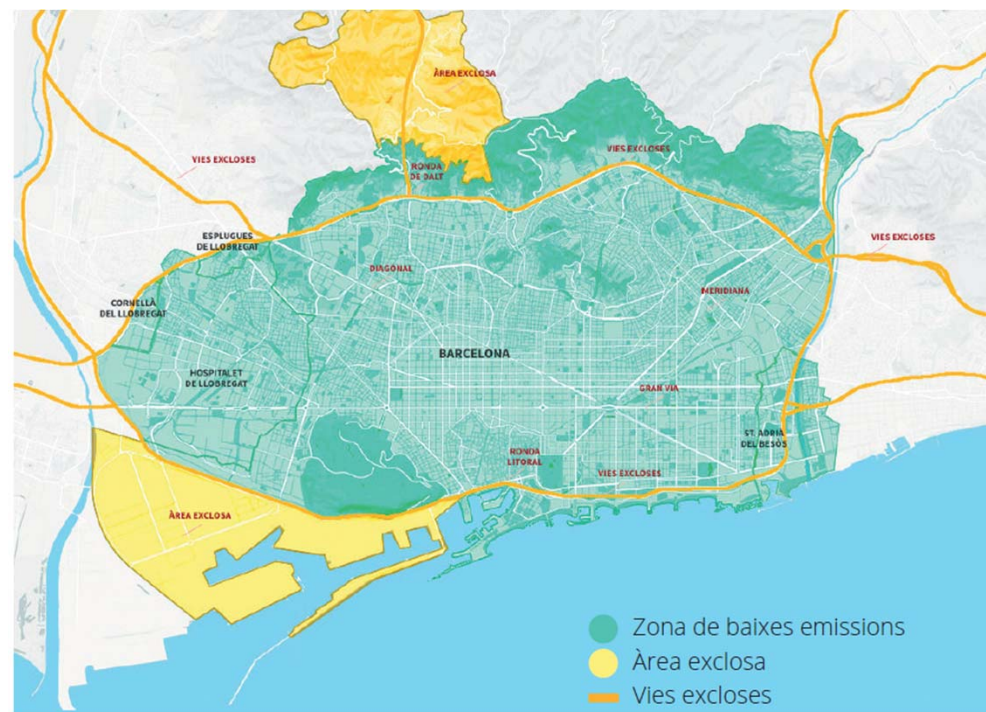 ÀREA EXCLOSA
VIES EXCLOSES
VIES EXCLOSES
RONDA
DE DALT
ESPLUGUES
DE LLOBREGAT
VIES EXCLOSES
DIAGONAL
MERIDIANA
CORNELLÀ
DEL LLOBREGAT
BARCELONA
HOSPITALET
DE LLOBREGAT
GRAN VIA
ST. ADRIÀ
DEL BESÒS
RONDA
LITORAL
VIES EXCLOSES
ÀREA EXCLOSA
Zona de baixes emissions
Àrea exclosa
Vies excloses